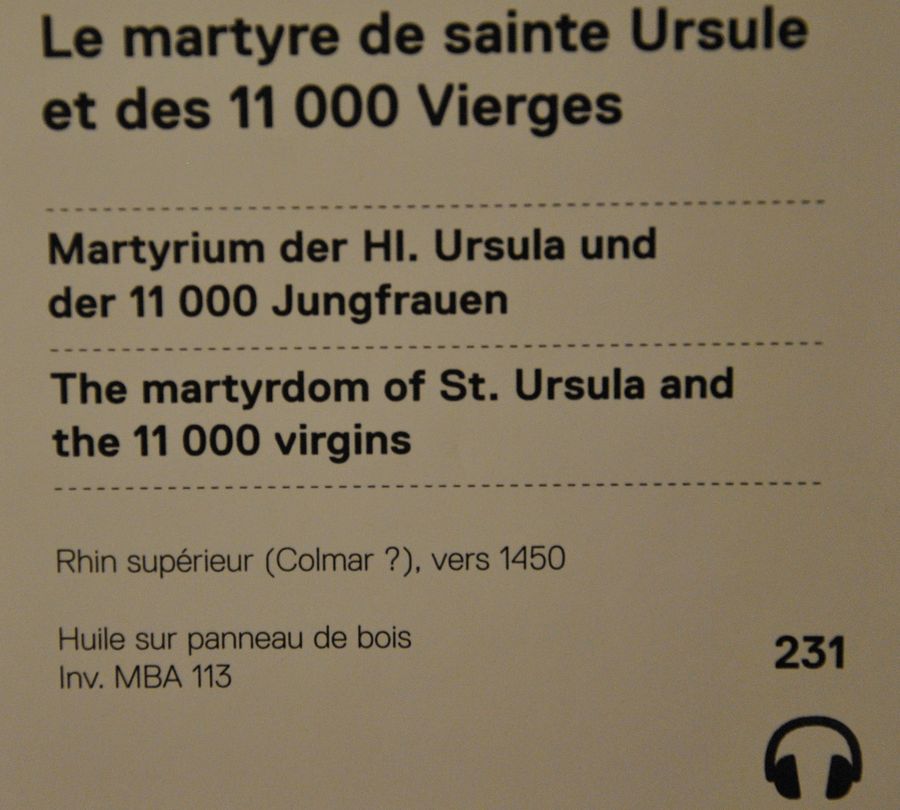 Le martyre de sainte Ursule
et des 11 000 Vierges
Martyrium der Hl. Ursula und
der 11 000 Jungfrauen
The martyrdom of St. Ursula and
the 11 000 virgins
Rhin supérieur (Colmar ?), vers 1450
Huile sur panneau de bois
Inv. MBA 113
231